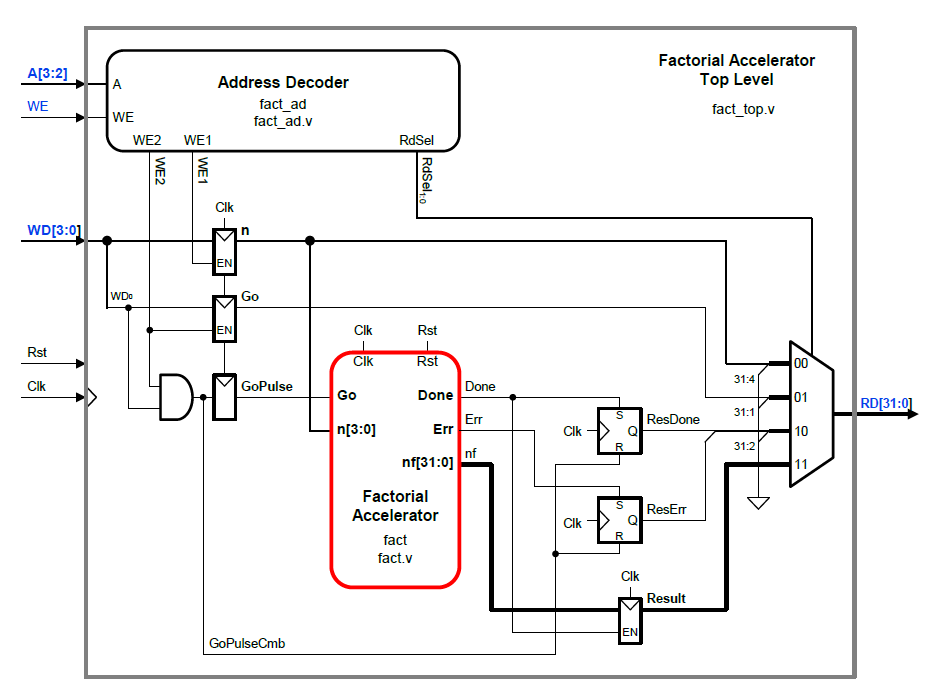 Factorial Accelerator
Top Level
fact_top.v
A[3:2]
A
Address Decoder
fact_ad
fact_ad.v
WE
WE
WE2
WE1
RdSel
WE2
WE1
RdSel1:0
Clk
WD[3:0]
n
EN
WD0
Go
EN
Rst
Clk
GoPulse
Clk
Rst
Clk
Rst
Go
Done
Done
n[3:0]
Err
Err
nf[31:0]
nf
Factorial
Accelerator
fact
fact.v
S
Clk
Q
R
ResDone
S
Clk
Q
R
ResErr
Clk
Result
EN
GoPulseCmb
00
31:4
01
31:1
10
31:2
11
RD[31:0]